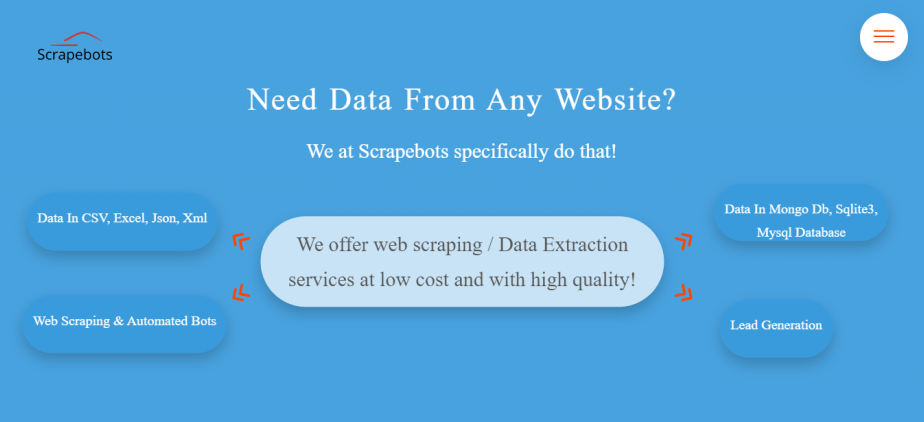 Scrapebots
Need Data From Any Website?
We at Scrapebots specifically do that!
Data In CSV, Excel, Json, Xml
Web Scraping & Automated Bots
We offer web scraping / Data Extraction
services at low cost and with high quality!
Data In Mongo Db, Sqlite3,
Mysql Database
Lead Generation